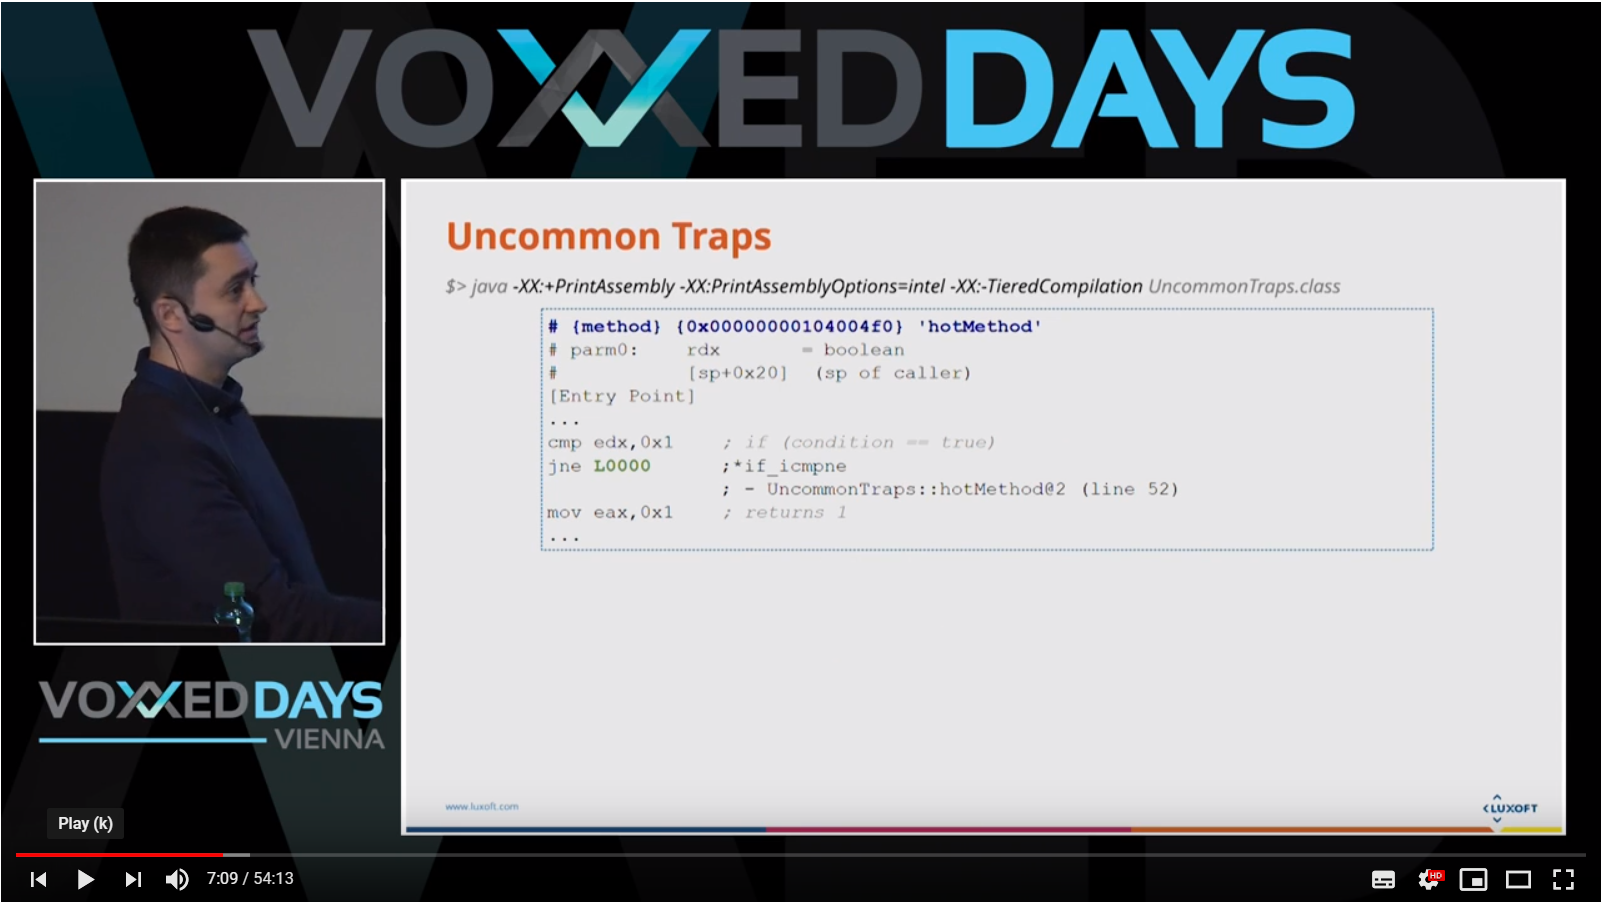 VOXXED DAYS
Uncommon Traps
$> java -XX:+PrintAssembly -XX:PrintAssemblyOptions=intel -XX:-TieredCompilation UncommonTraps.class
# {method} {0x00000000104004f0} 'hotMethod'
# parm0: rdx = boolean
# [sp+0x20] (sp of caller)
[Entry Point]
...
cmp edx,0x1 ; if (condition == true)
jne L0000 ;*if_icmpne
; - UncommonTraps::hotMethod@2 (line 52)
mov eax,0x1 ; returns 1
...
VOXXED DAYS
VIENNA
www.luxoft.com
LUXOFT
Play (k)
7:09 / 54:13
HD